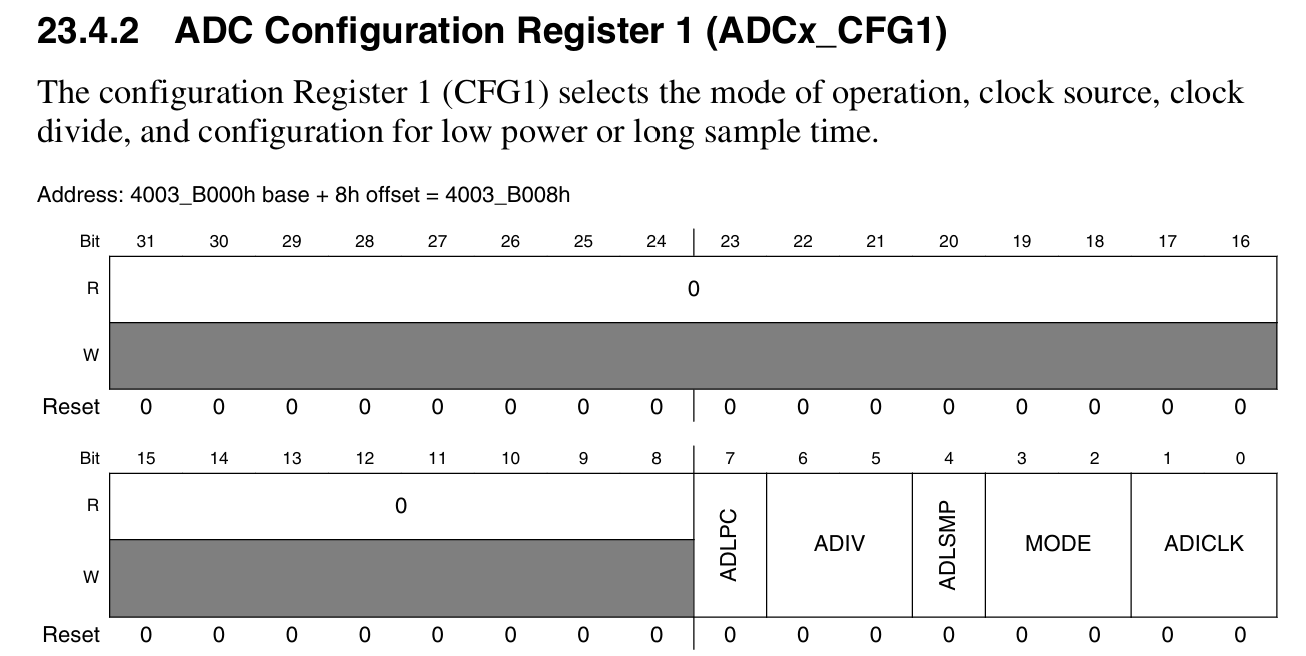 23.4.2 ADC Configuration Register 1 (ADCx_CFG1)
The configuration Register 1 (CFG1) selects the mode of operation, clock source, clock
divide, and configuration for low power or long sample time.
Address: 4003_B000h base + 8h offset = 4003_B008h
Bit 31 30 29 28 27 26 25 24 23 22 21 20 19 18 17 16
R 0
W
Reset 0 0 0 0 0 0 0 0 0 0 0 0 0 0 0 0
Bit 15 14 13 12 11 10 9 8 7 6 5 4 3 2 1 0
R 0 ADLPC ADIV ADLSMP MODE ADICLK
W
Reset 0 0 0 0 0 0 0 0 0 0 0 0 0 0 0 0